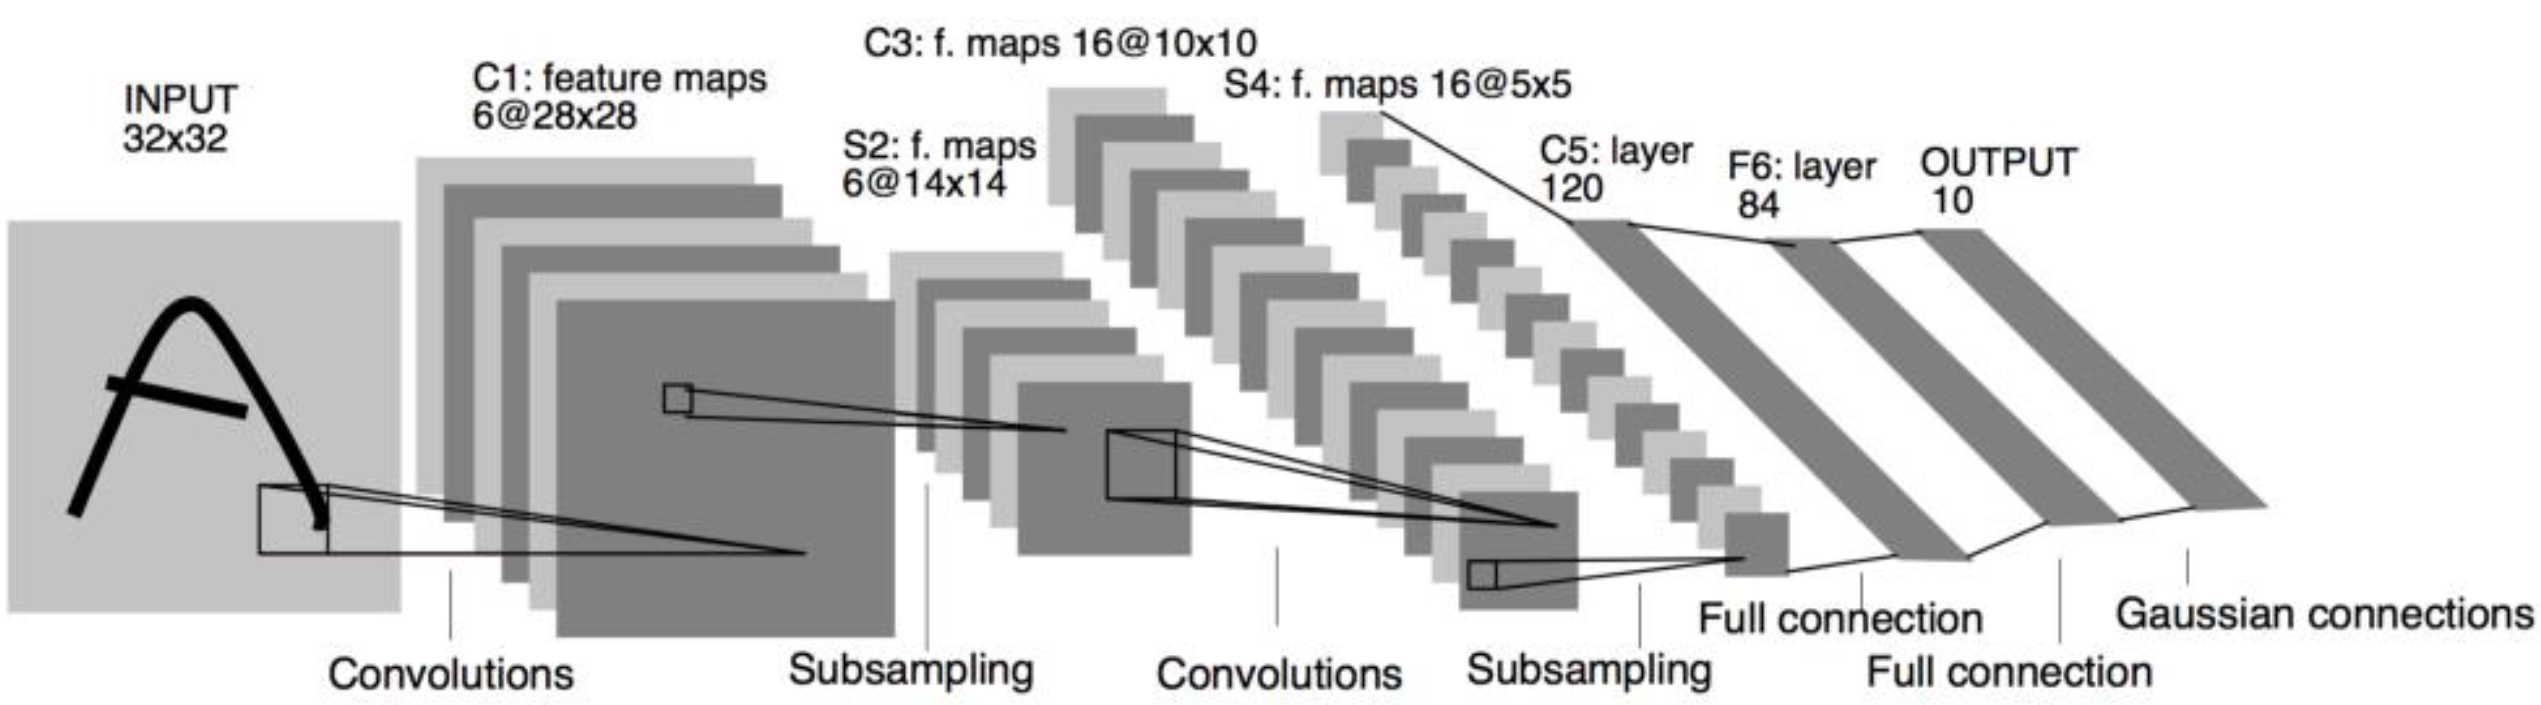 INPUT
32x32
C1: feature maps
6@28x28
S2: f. maps
6@14x14
C3: f. maps 16@10x10
S4: f. maps 16@5x5
C5: layer
120
F6: layer
84
OUTPUT
10
Convolutions
Subsampling
Convolutions
Subsampling
Full connection
Full connection
Gaussian connections
A